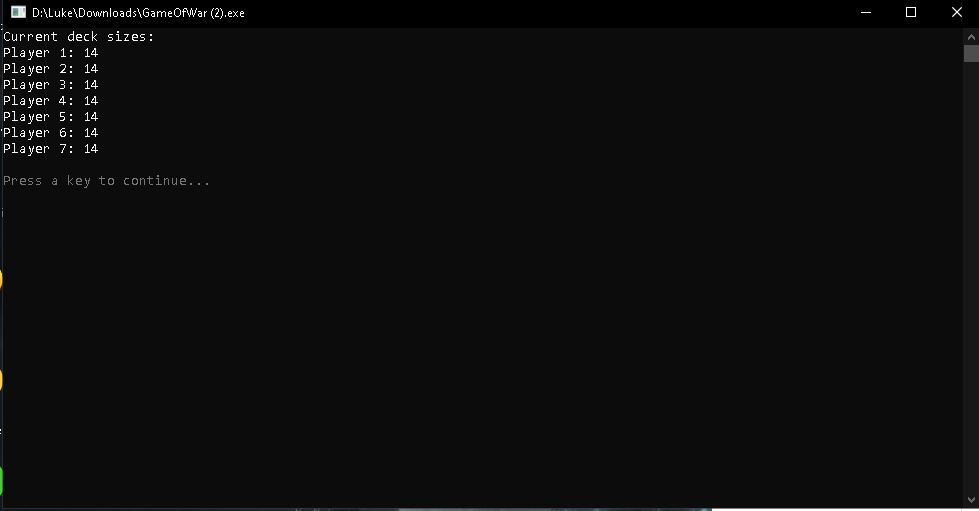 D:\Luke\Downloads\GameOfWar (2).exe
Current deck sizes:
Player 1: 14
Player 2: 14
Player 3: 14
Player 4: 14
Player 5: 14
Player 6: 14
Player 7: 14
Press a key to continue...